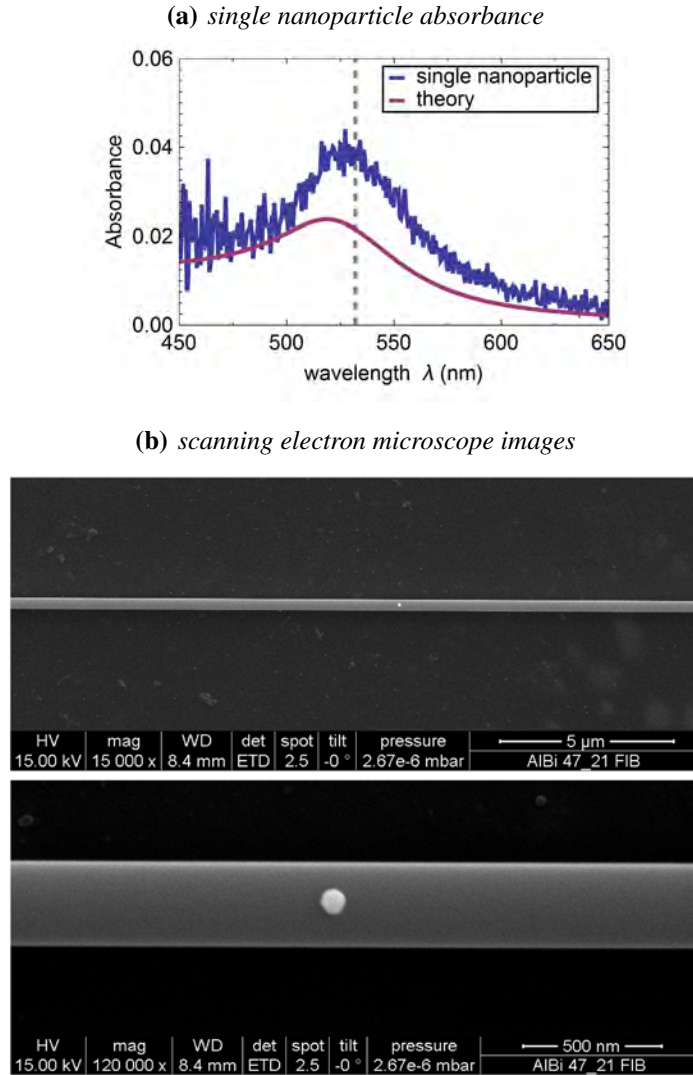 (a) single nanoparticle absorbance
0.06
0.04
0.02
0.00
Absorbance
single nanoparticle
theory
450 500 550 600 650
wavelength λ (nm)
(b) scanning electron microscope images
HV mag WD det spot tilt pressure
15.00 kV 15 000 x 8.4 mm ETD 2.5 -0 ° 2.67e-6 mbar
5 µm
AlBi 47_21 FIB
HV mag WD det spot tilt pressure
15.00 kV 120 000 x 8.4 mm ETD 2.5 -0 ° 2.67e-6 mbar
500 nm
AlBi 47_21 FIB